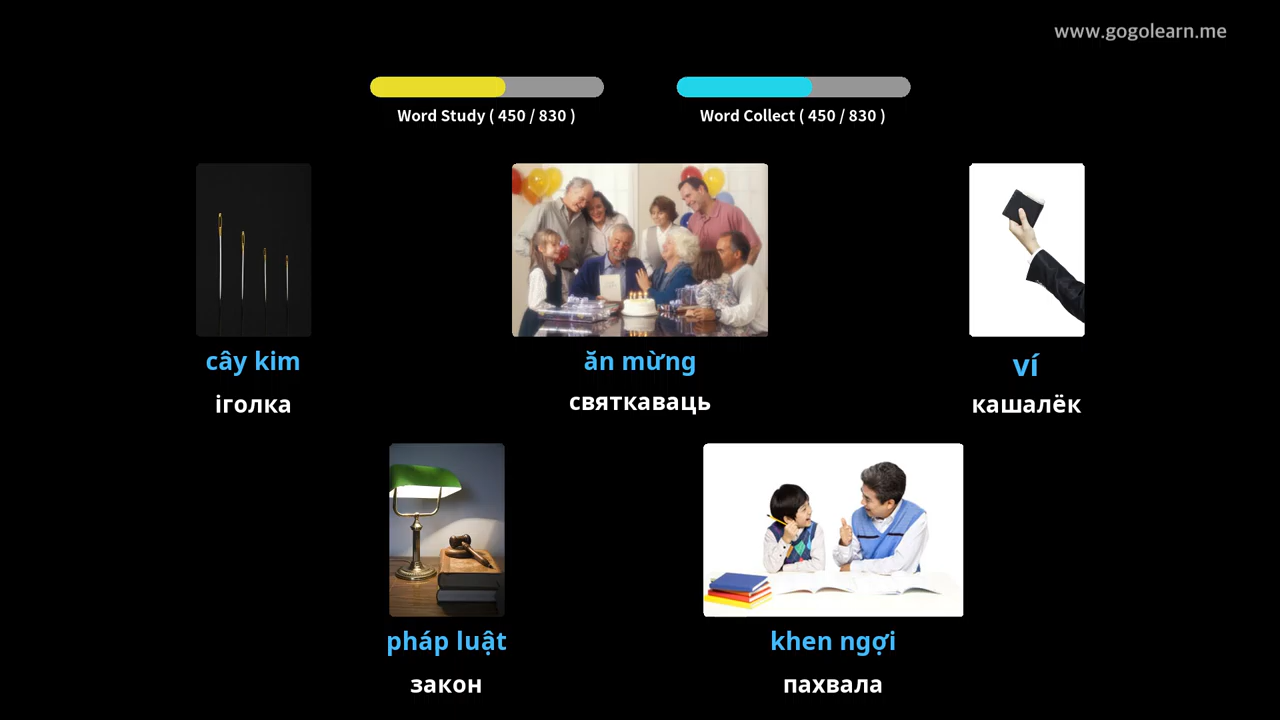 www.gogolearn.me
Word Study ( 450 / 830 )
Word Collect ( 450 / 830 )
cây kim
іголка
ăn mừng
святкаваць
ví
кашалёк
pháp luật
закон
khen ngợi
пахвала